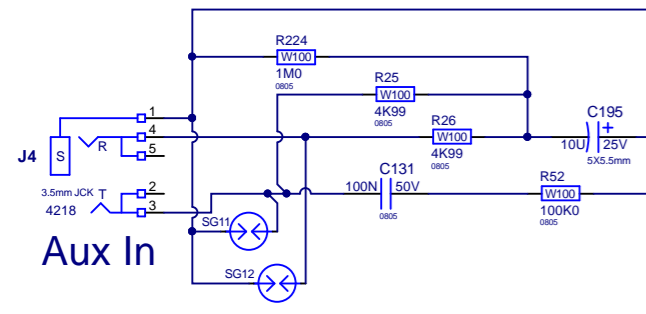 R224
W100
1M0
0805
R25
W100
4K99
0805
R26
W100
4K99
0805
C195
+
10U
25V
5X5.5mm
C131
100N
50V
0805
R52
W100
100K0
0805
1
4
5
2
3
J4
S
R
T
3.5mm JCK
4218
SG11
SG12
Aux In